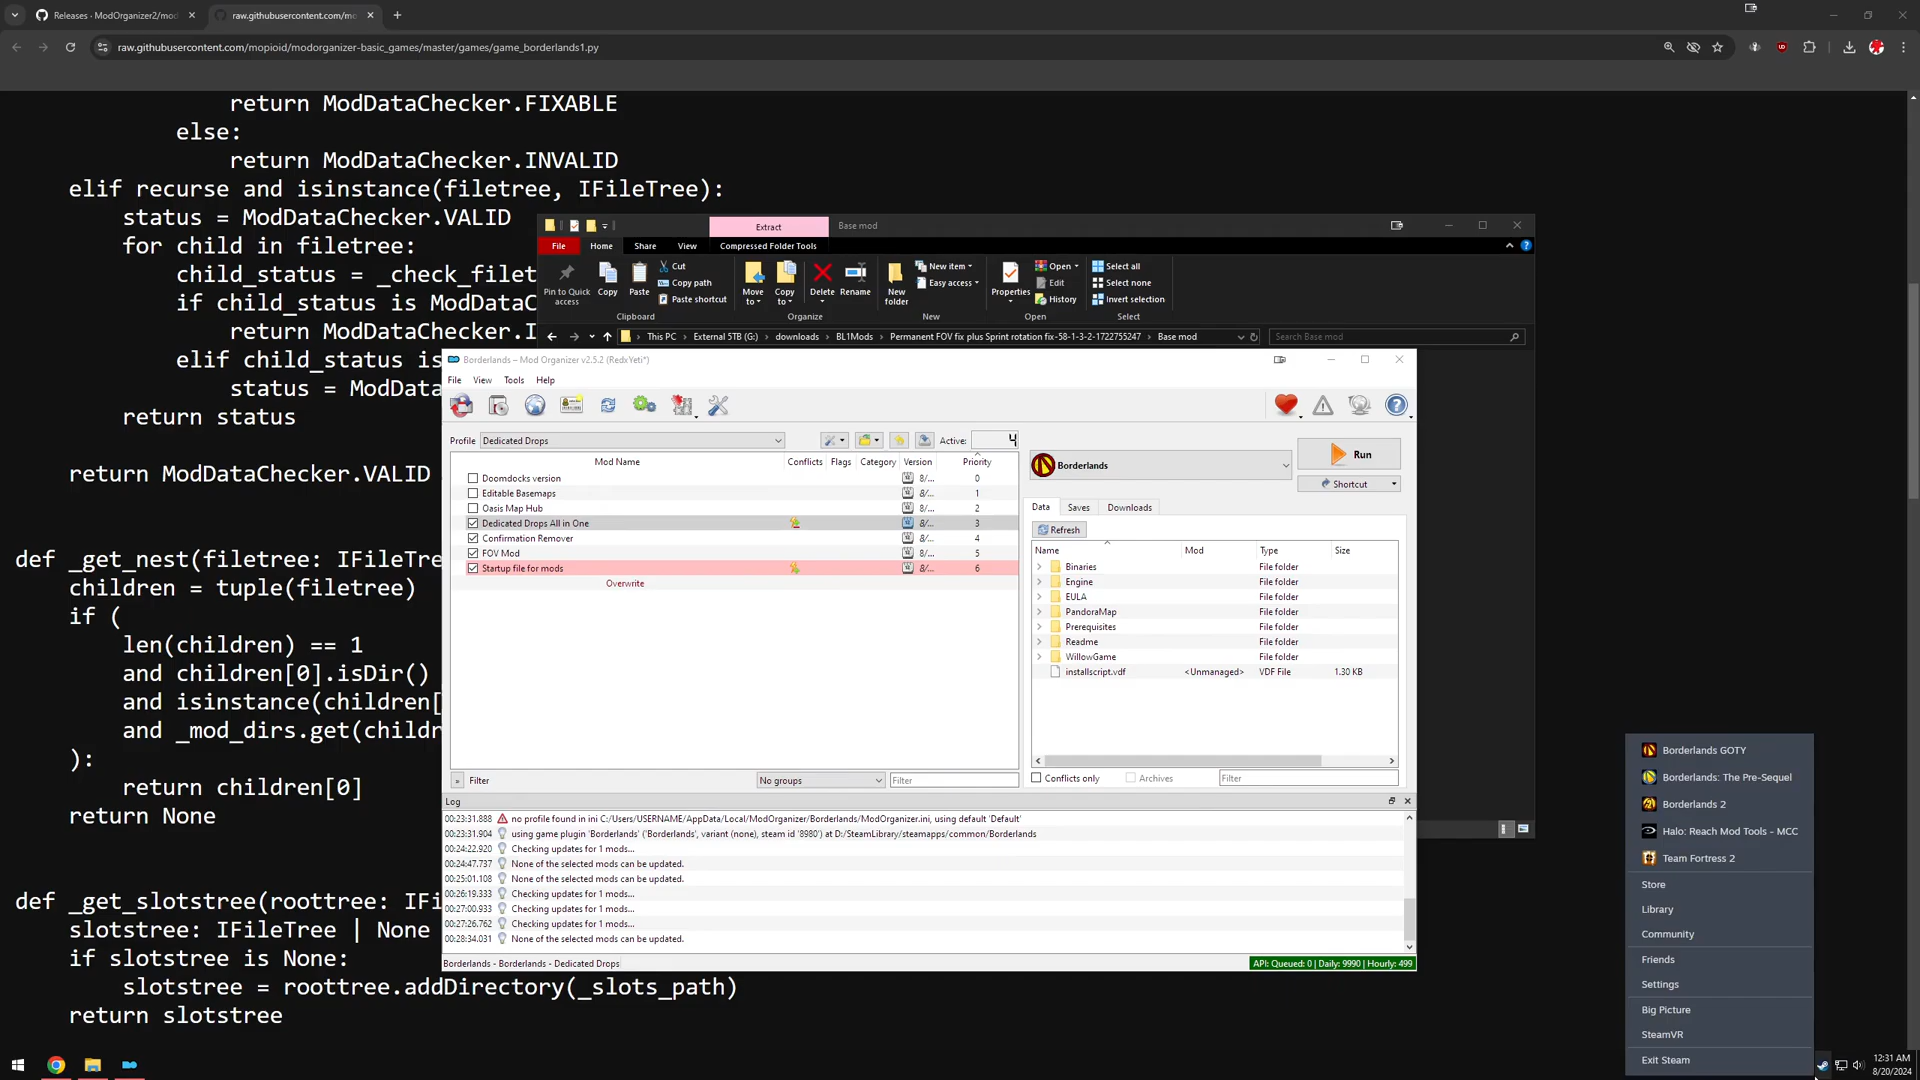 Releases · ModOrganizer2/mod
raw.githubusercontent.com/mo
raw.githubusercontent.com/mopioid/modorganizer-basic_games/master/games/game_borderlands1.py
return ModDataChecker.FIXABLE
else:
return ModDataChecker.INVALID
elif recurse and isinstance(filetree, IFileTree):
status = ModDataChecker.VALID
for child in filetree:
child_status = _check_filet
if child_status is ModDataC
return ModDataChecker.I
elif child_status is
status = ModData
return status
return ModDataChecker.VALID
def _get_nest(filetree: IFileTre
children = tuple(filetree)
if (
len(children) == 1
and children[0].isDir()
and isinstance(children[
and _mod_dirs.get(childr
):
return children[0]
return None
def _get_slotstree(roottree: IFi
slotstree: IFileTree | None
if slotstree is None:
slotstree = roottree.addDirectory(_slots_path)
return slotstree
Extract
Base mod
File
Home
Share
View
Compressed Folder Tools
Pin to Quick access
Copy
Paste
Cut
Copy path
Paste shortcut
Clipboard
Move to
Copy to
Delete
Rename
Organize
New folder
New item
Easy access
New
Properties
Open
Edit
History
Open
Select all
Select none
Invert selection
Select
This PC › External 5TB (G:) › downloads › BL1Mods › Permanent FOV fix plus Sprint rotation fix-58-1-3-2-1722755247 › Base mod
Search Base mod
Borderlands – Mod Organizer v2.5.2 (RedxYeti*)
File View Tools Help
Profile Dedicated Drops
Active: 4
Mod Name Conflicts Flags Category Version Priority
Doomdocks version 8/... 0
Editable Basemaps 8/... 1
Oasis Map Hub 8/... 2
Dedicated Drops All in One 8/... 3
Confirmation Remover 8/... 4
FOV Mod 8/... 5
Startup file for mods 8/... 6
Overwrite
» Filter
No groups
Filter
Borderlands
Run
Shortcut
Data Saves Downloads
Refresh
Name Mod Type Size
Binaries File folder
Engine File folder
EULA File folder
PandoraMap File folder
Prerequisites File folder
Readme File folder
WillowGame File folder
installscript.vdf <Unmanaged> VDF File 1.30 KB
Conflicts only
Archives
Filter
Log
00:23:31.888 no profile found in ini C:/Users/USERNAME/AppData/Local/ModOrganizer/Borderlands/ModOrganizer.ini, using default 'Default'
00:23:31.904 using game plugin 'Borderlands' ('Borderlands', variant (none), steam id '8980') at D:/SteamLibrary/steamapps/common/Borderlands
00:24:22.920 Checking updates for 1 mods...
00:24:47.737 None of the selected mods can be updated.
00:25:01.108 None of the selected mods can be updated.
00:26:19.333 Checking updates for 1 mods...
00:27:00.933 Checking updates for 1 mods...
00:27:26.762 Checking updates for 1 mods...
00:28:34.031 None of the selected mods can be updated.
Borderlands - Borderlands - Dedicated Drops
API: Queued: 0 | Daily: 9990 | Hourly: 499
Borderlands GOTY
Borderlands: The Pre-Sequel
Borderlands 2
Halo: Reach Mod Tools - MCC
Team Fortress 2
Store
Library
Community
Friends
Settings
Big Picture
SteamVR
Exit Steam
12:31 AM
8/20/2024